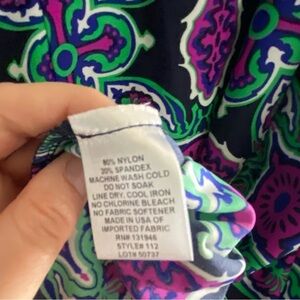 80% NYLON
20% SPANDEX
MACHINE WASH COLD
DO NOT SOAK
LINE DRY, COOL IRON
NO CHLORINE BLEACH
NO FABRIC SOFTENER
MADE IN USA OF
IMPORTED FABRIC
RN# 131946
STYLE# 112
LOT# 50737